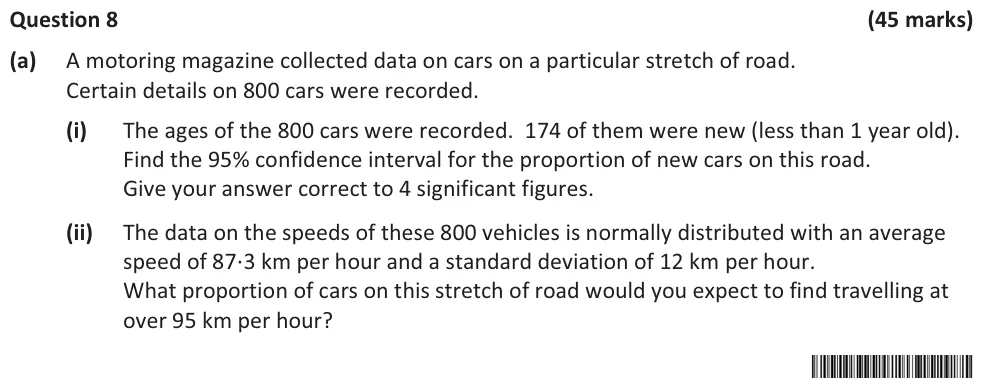 Question 8 (45 marks)
(a) A motoring magazine collected data on cars on a particular stretch of road.
Certain details on 800 cars were recorded.
(i) The ages of the 800 cars were recorded. 174 of them were new (less than 1 year old).
Find the 95% confidence interval for the proportion of new cars on this road.
Give your answer correct to 4 significant figures.
(ii) The data on the speeds of these 800 vehicles is normally distributed with an average
speed of 87·3 km per hour and a standard deviation of 12 km per hour.
What proportion of cars on this stretch of road would you expect to find travelling at
over 95 km per hour?